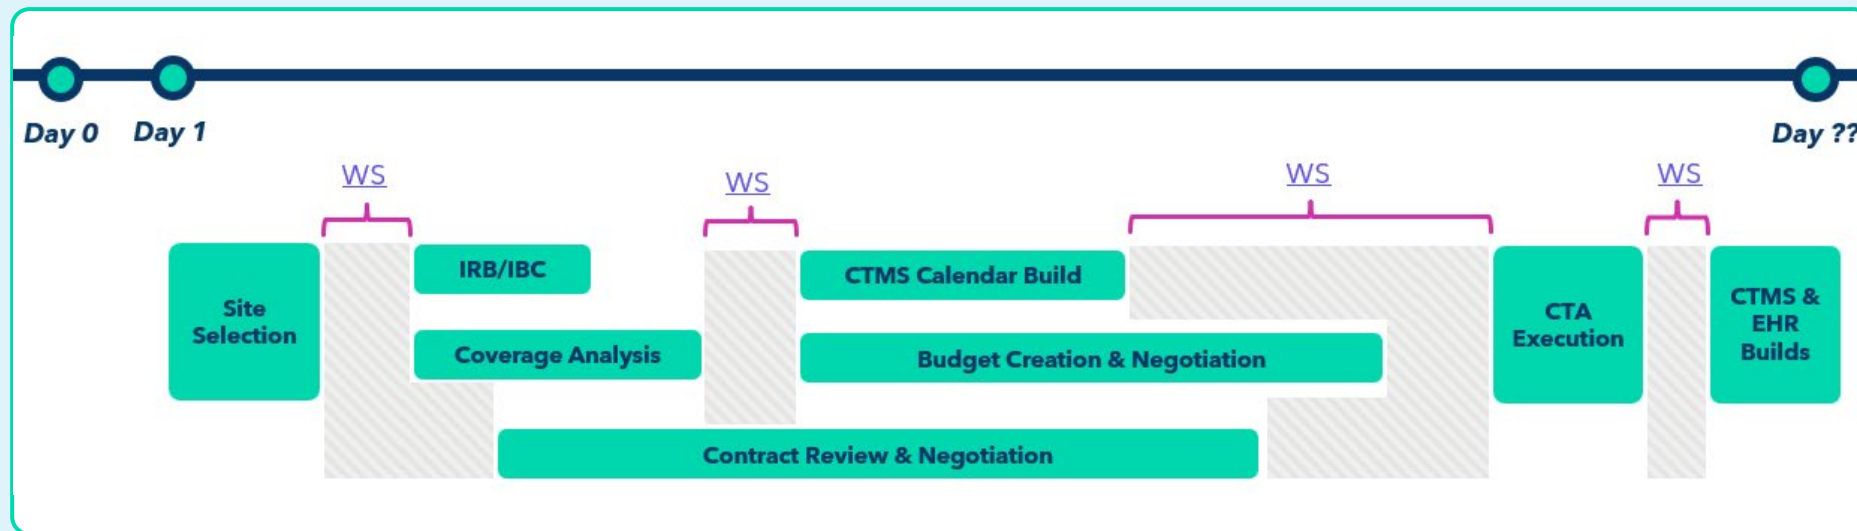 Day 0
Day 1
Day ??
WS
WS
WS
WS
Site
Selection
IRB/IBC
Coverage Analysis
CTMS Calendar Build
Budget Creation & Negotiation
Contract Review & Negotiation
CTA
Execution
CTMS &
EHR
Builds